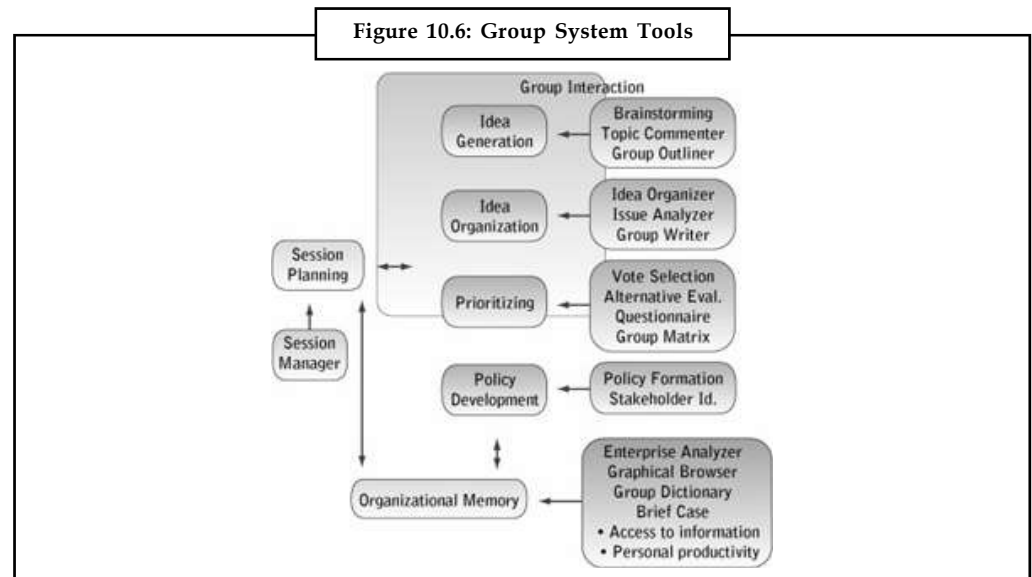 Figure 10.6: Group System Tools
Group Interaction
Idea
Generation
Brainstorming
Topic Commenter
Group Outliner
Idea
Organization
Idea Organizer
Issue Analyzer
Group Writer
Session
Planning
Prioritizing
Vote Selection
Alternative Eval.
Questionnaire
Group Matrix
Session
Manager
Policy
Development
Policy Formation
Stakeholder Id.
Organizational Memory
Enterprise Analyzer
Graphical Browser
Group Dictionary
Brief Case
• Access to information
• Personal productivity